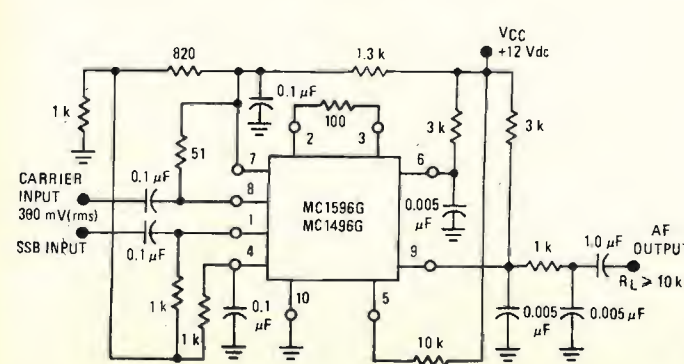 VCC
+12 Vdc
820
1.3 k
0.1 μF
1 k
100
2
3
3 k
3 k
51
7
6
CARRIER
INPUT
300 mV(rms)
0.1 μF
8
MC1596G
MC1496G
0.005
μF
SSB INPUT
0.1 μF
1
9
1 k
1.0 μF
AF
OUTPUT
RL ≥ 10k
4
1 k
1 k
0.1
μF
10
5
10 k
0.005
μF
0.005 μF